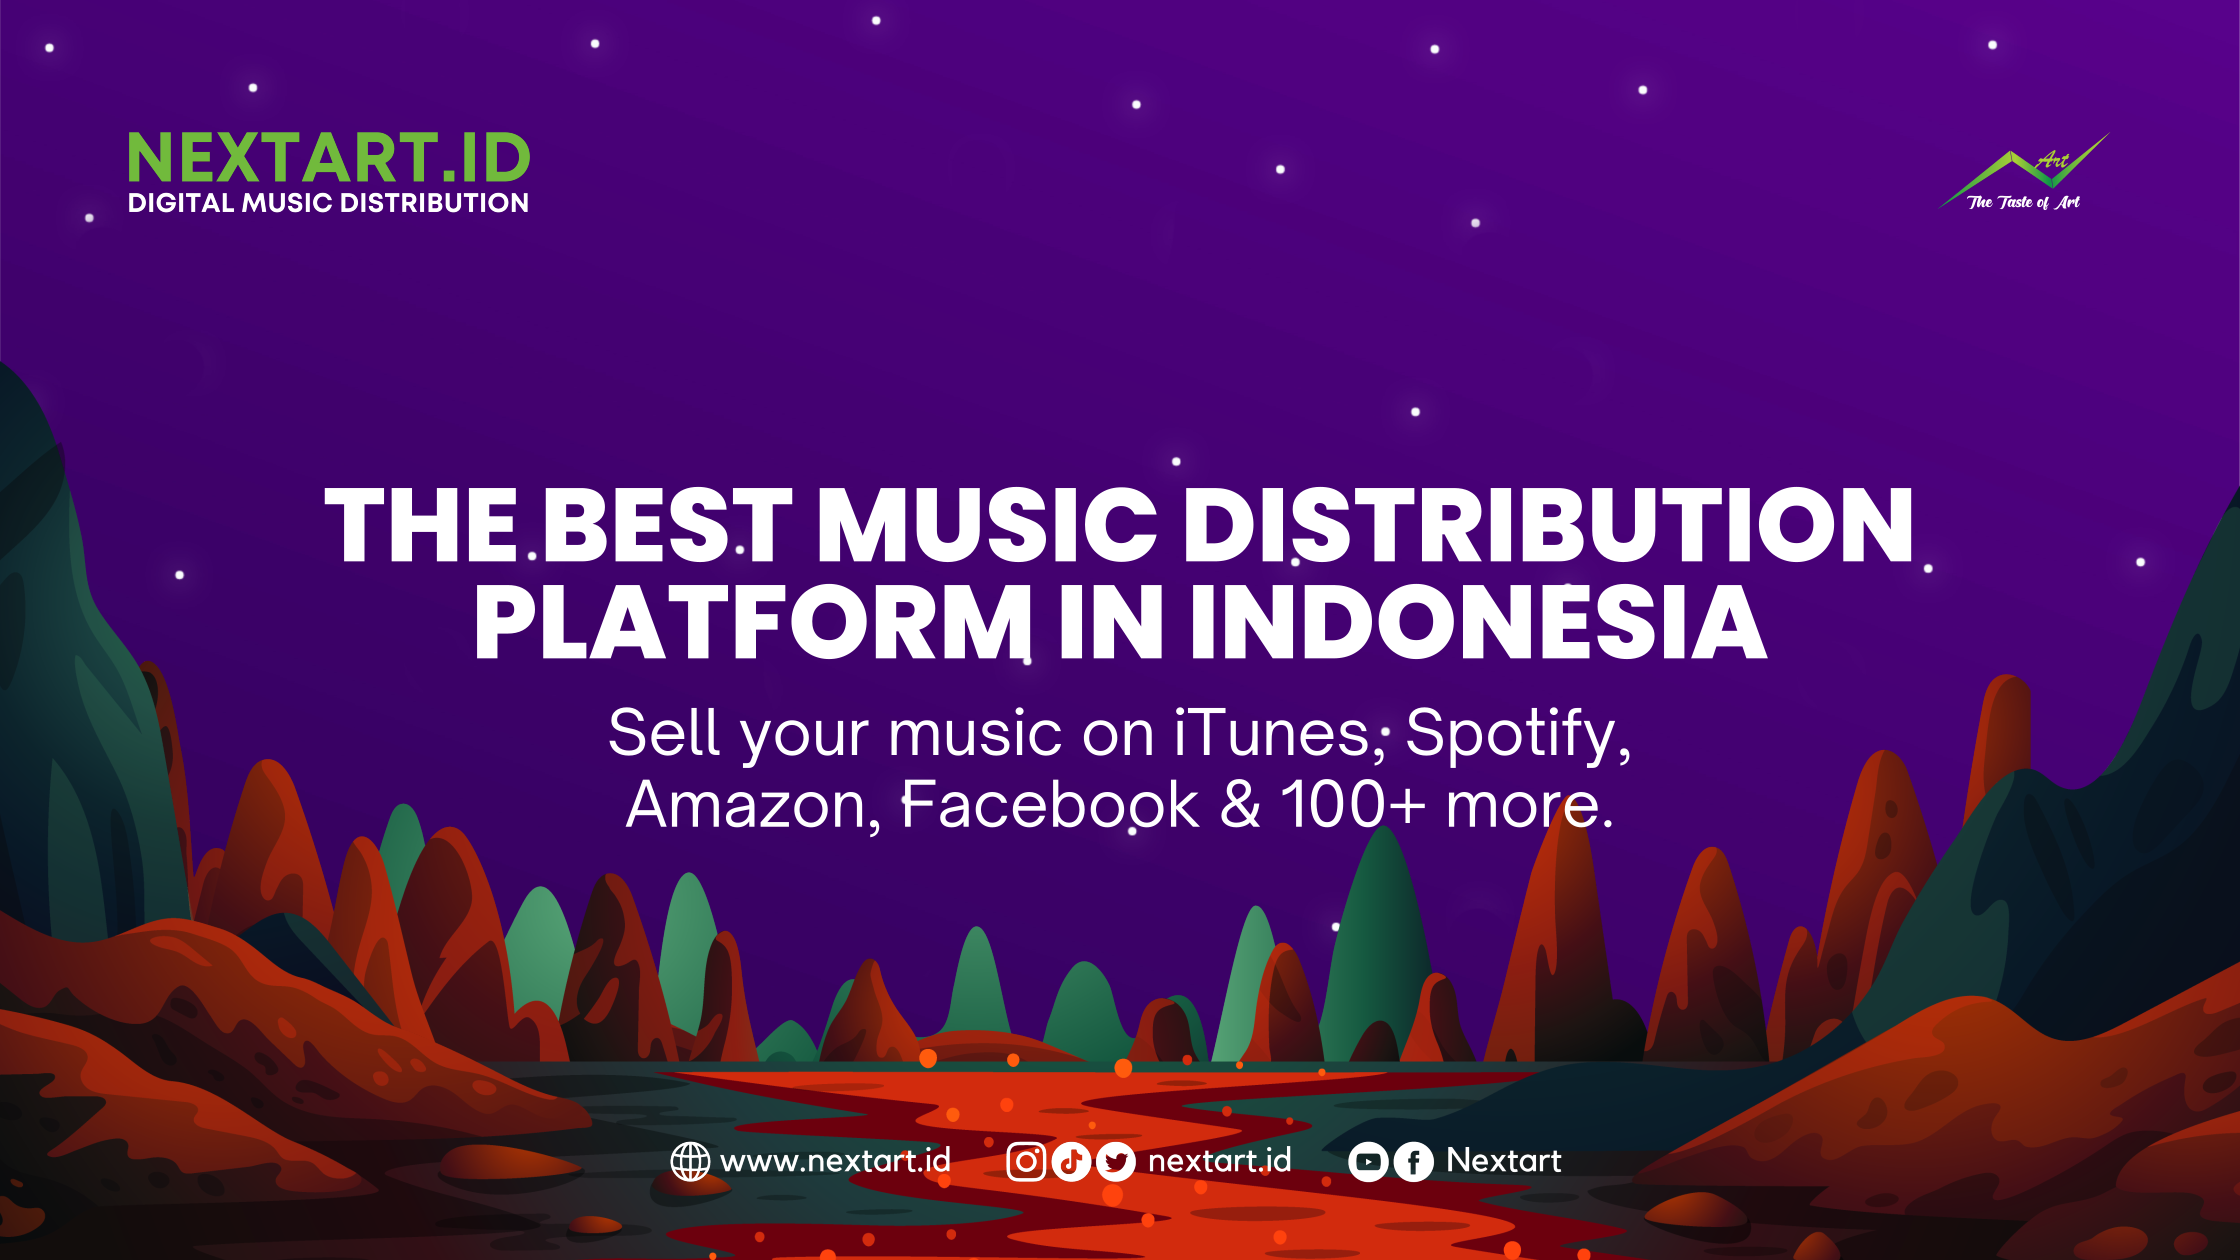 NEXTART.ID
DIGITAL MUSIC DISTRIBUTION
Art
The Taste of Art
THE BEST MUSIC DISTRIBUTION
PLATFORM IN INDONESIA
Sell your music on iTunes, Spotify,
Amazon, Facebook & 100+ more.
www.nextart.id
nextart.id
Nextart